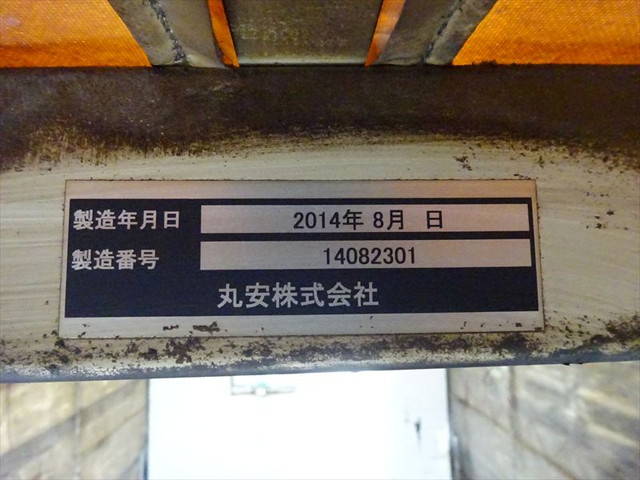 製造年月日 2014年 8月 日
製造番号 14082301
丸安株式会社